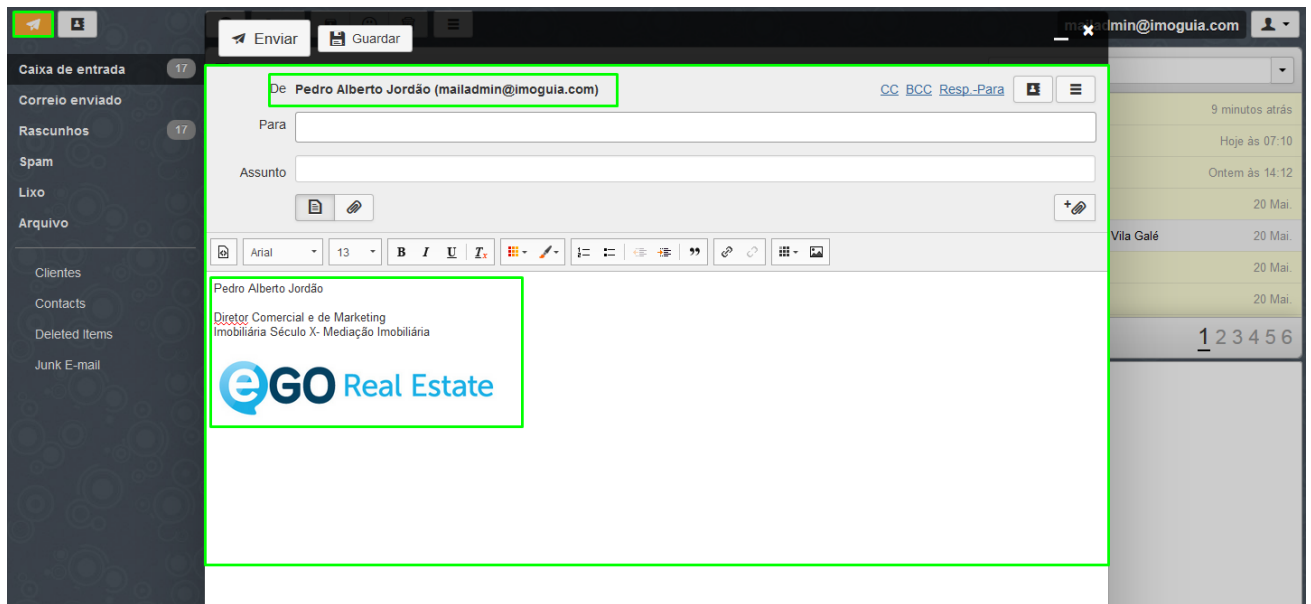 Enviar
Guardar
mailadmin@imoguia.com
Caixa de entrada 17
Correio enviado
Rascunhos 17
Spam
Lixo
Arquivo
Clientes
Contacts
Deleted Items
Junk E-mail
De Pedro Alberto Jordão (mailadmin@imoguia.com)
CC BCC Resp.-Para
Para
Assunto
Arial 13 B I U Tx
Pedro Alberto Jordão
Diretor Comercial e de Marketing
Imobiliária Século X- Mediação Imobiliária
eGO Real Estate
9 minutos atrás
Hoje às 07:10
Ontem às 14:12
20 Mai.
Vila Galé 20 Mai.
20 Mai.
20 Mai.
1 2 3 4 5 6